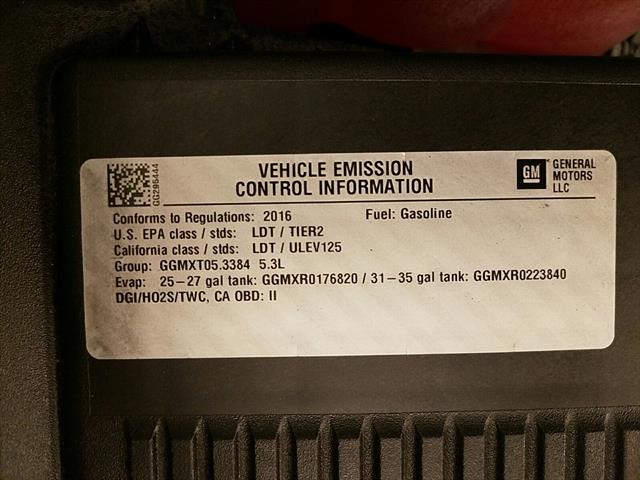 VEHICLE EMISSION
CONTROL INFORMATION
GM
GENERAL
MOTORS
LLC
GG295444
Conforms to Regulations: 2016 Fuel: Gasoline
U.S. EPA class / stds: LDT / TIER2
California class / stds: LDT / ULEV125
Group: GGMXT05.3384 5.3L
Evap: 25-27 gal tank: GGMXR0176820 / 31-35 gal tank: GGMXR0223840
DGI/HO2S/TWC, CA OBD: II